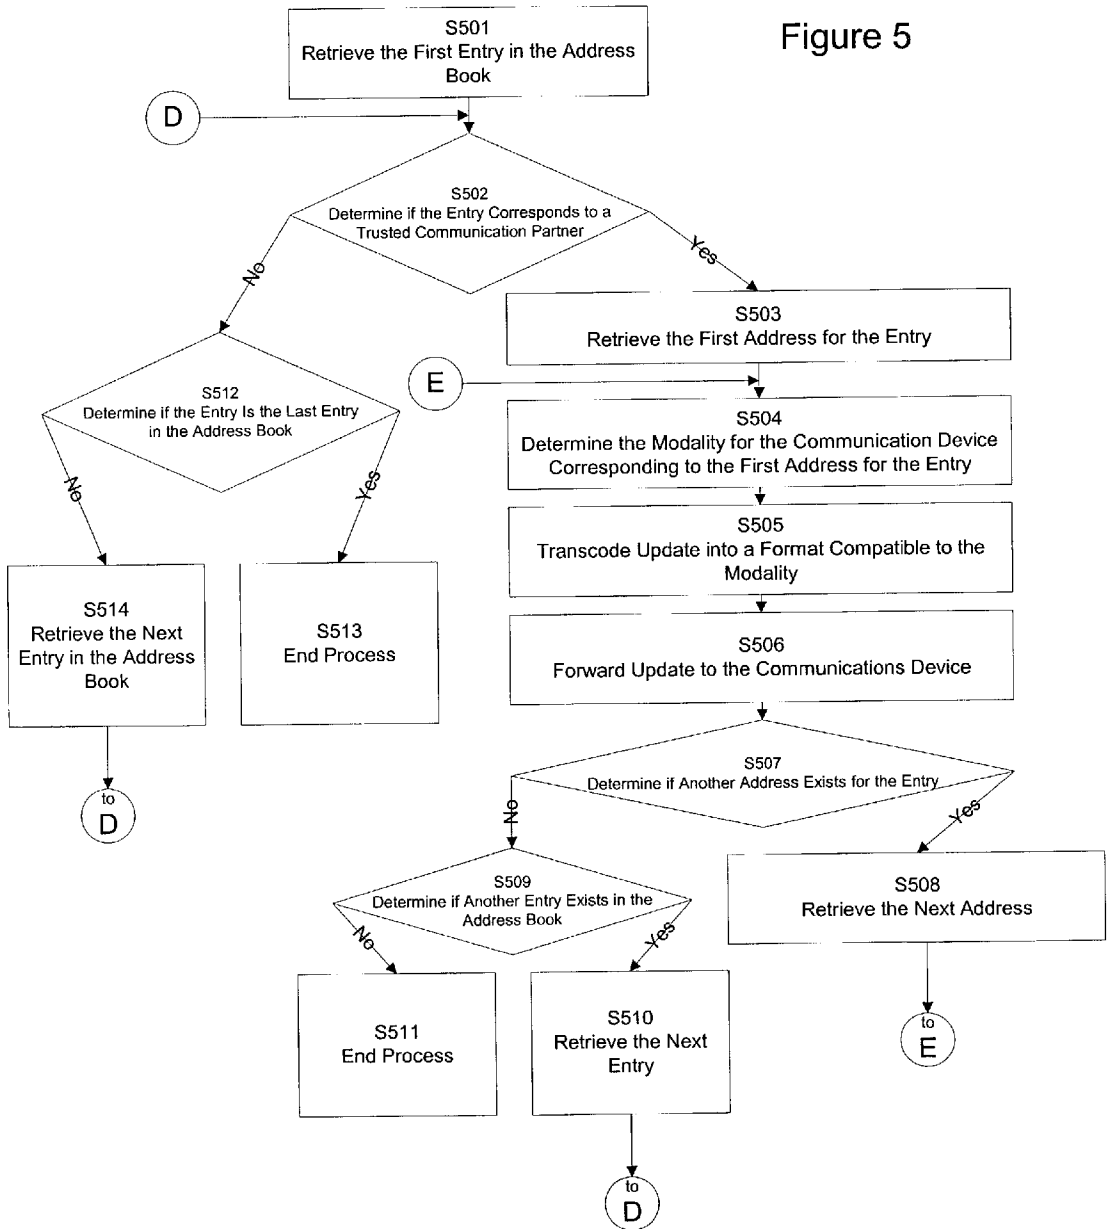 Figure 5
S501
Retrieve the First Entry in the Address
Book
D
S502
Determine if the Entry Corresponds to a
Trusted Communication Partner
No
Yes
S503
Retrieve the First Address for the Entry
E
S512
Determine if the Entry Is the Last Entry
in the Address Book
S504
Determine the Modality for the Communication Device
Corresponding to the First Address for the Entry
No
Yes
S505
Transcode Update into a Format Compatible to the
Modality
S514
Retrieve the Next
Entry in the Address
Book
S513
End Process
S506
Forward Update to the Communications Device
to
D
S507
Determine if Another Address Exists for the Entry
No
Yes
S509
Determine if Another Entry Exists in the
Address Book
S508
Retrieve the Next Address
No
Yes
S511
End Process
S510
Retrieve the Next
Entry
to
E
to
D